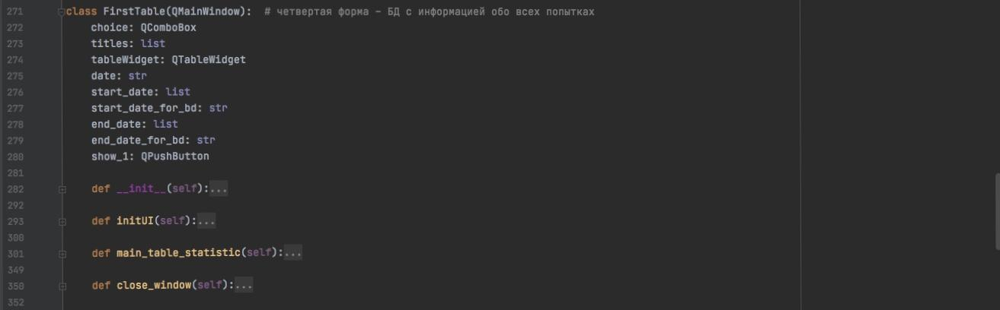 271 class FirstTable(QMainWindow):  # четвертая форма - БД с информацией обо всех попытках
272     choice: QComboBox
273     titles: list
274     tableWidget: QTableWidget
275     date: str
276     start_date: list
277     start_date_for_bd: str
278     end_date: list
279     end_date_for_bd: str
280     show_1: QPushButton
281
282     def __init__(self):...
292
293     def initUI(self):...
300
301     def main_table_statistic(self):...
349
350     def close_window(self):...
352